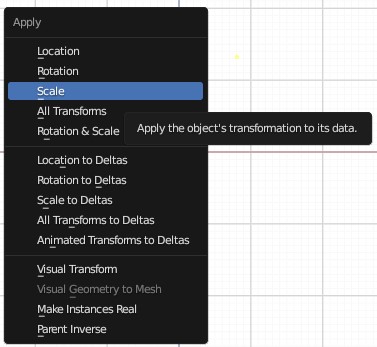 Apply
Location
Rotation
Scale
All Transforms
Apply the object's transformation to its data.
Rotation & Scale
Location to Deltas
Rotation to Deltas
Scale to Deltas
All Transforms to Deltas
Animated Transforms to Deltas
Visual Transform
Visual Geometry to Mesh
Make Instances Real
Parent Inverse